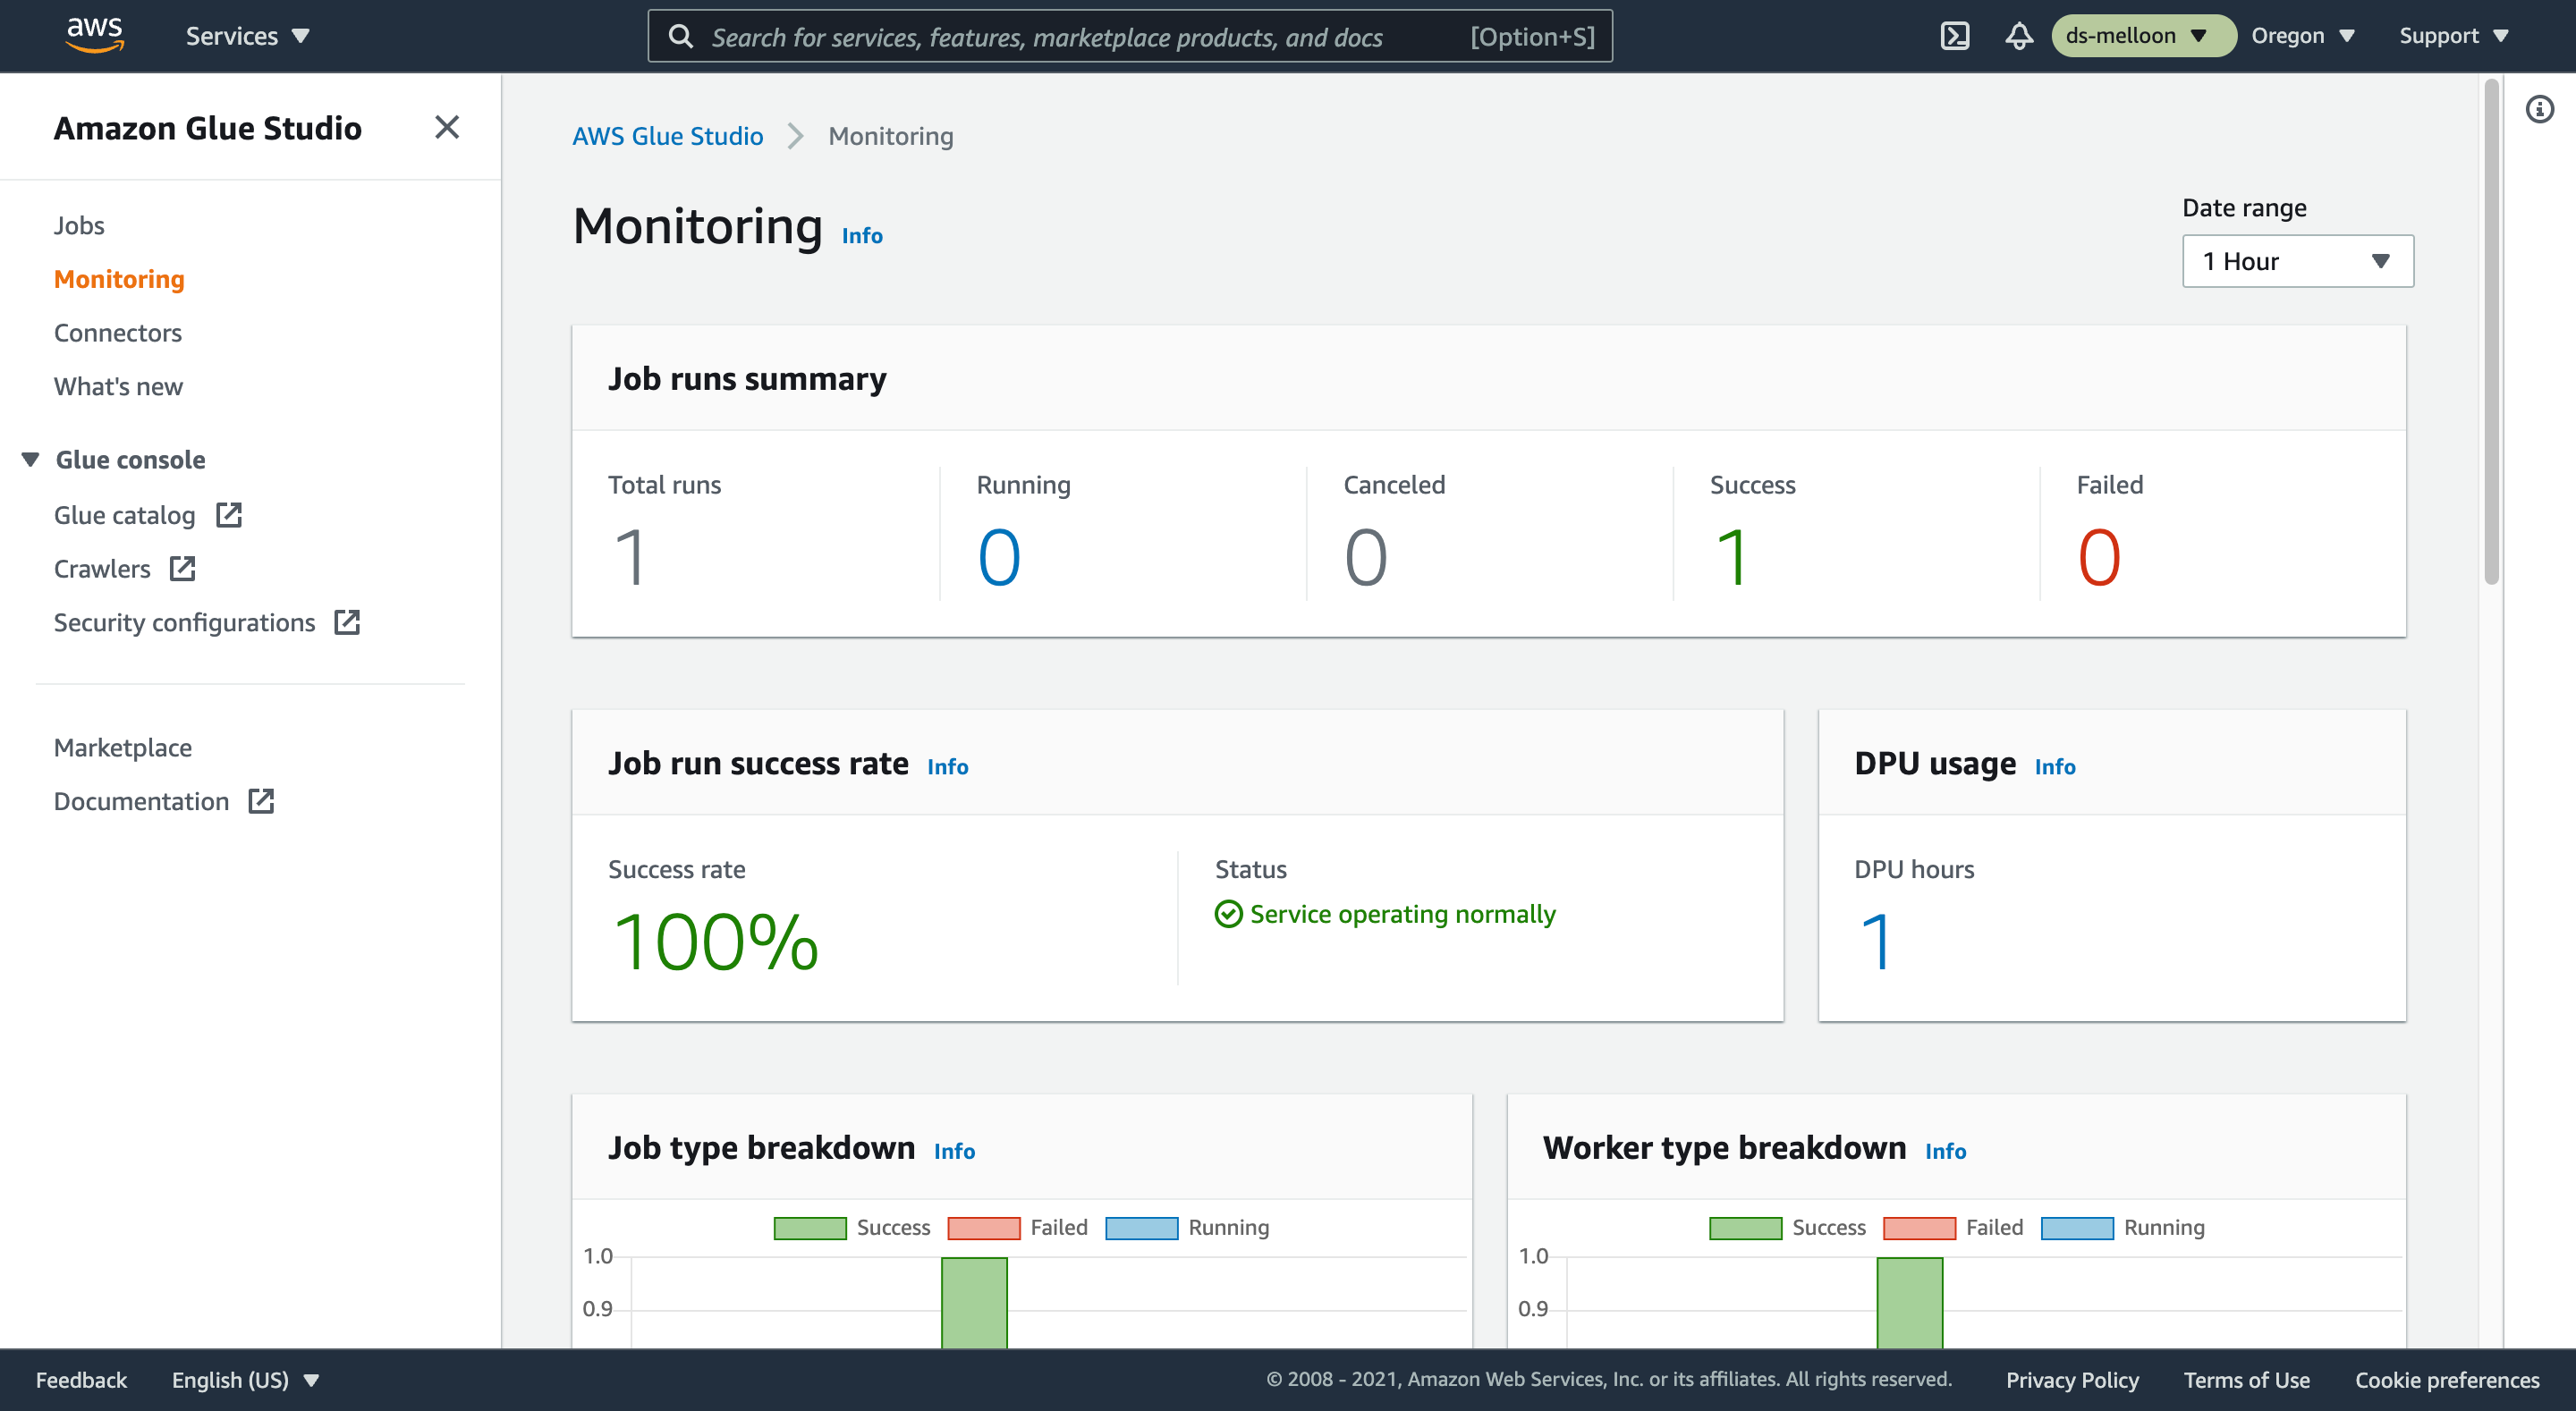 aws
Services
Search for services, features, marketplace products, and docs [Option+S]
ds-melloon
Oregon
Support
Amazon Glue Studio
Jobs
Monitoring
Connectors
What's new
Glue console
Glue catalog
Crawlers
Security configurations
Marketplace
Documentation
AWS Glue Studio
Monitoring
Monitoring Info
Date range
1 Hour
Job runs summary
Total runs
1
Running
0
Canceled
0
Success
1
Failed
0
Job run success rate Info
Success rate
100%
Status
Service operating normally
DPU usage Info
DPU hours
1
Job type breakdown Info
Success Failed Running
1.0
0.9
Worker type breakdown Info
Success Failed Running
1.0
0.9
Feedback
English (US)
© 2008 - 2021, Amazon Web Services, Inc. or its affiliates. All rights reserved.
Privacy Policy
Terms of Use
Cookie preferences